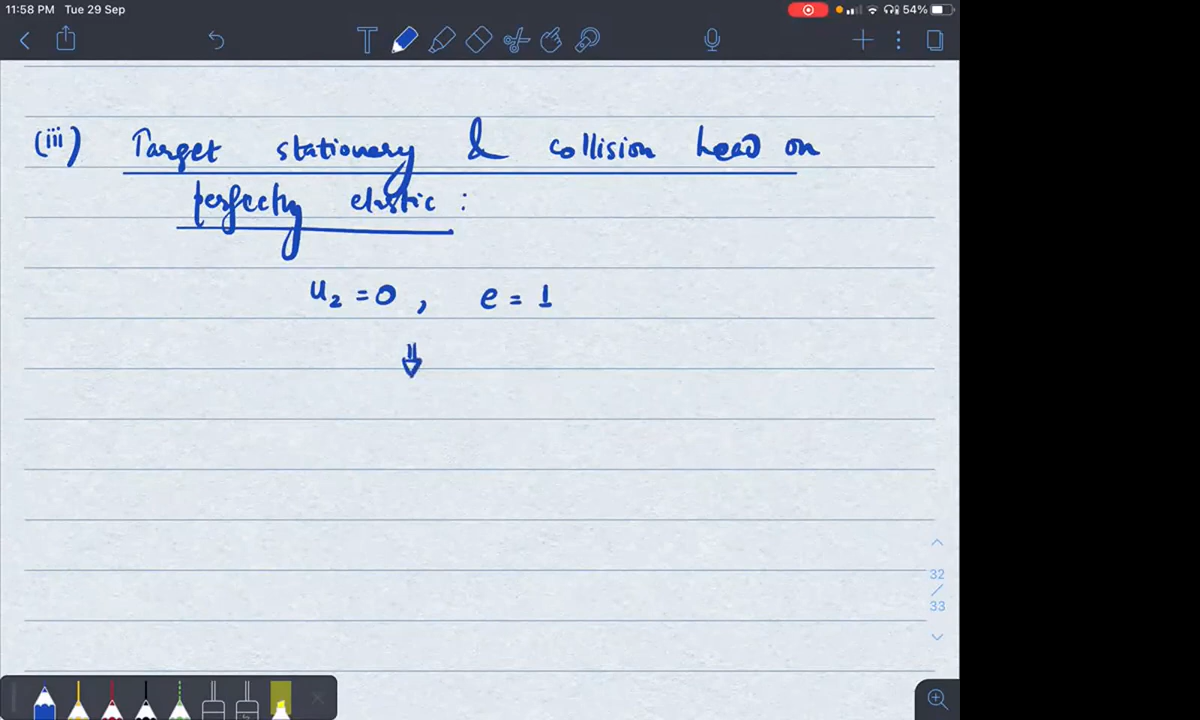 11:58 PM Tue 29 Sep 54%
T
(iii) Target stationary & collision head on
perfectly elastic :
u₂ = 0 , e = 1
⇓
32
/
33